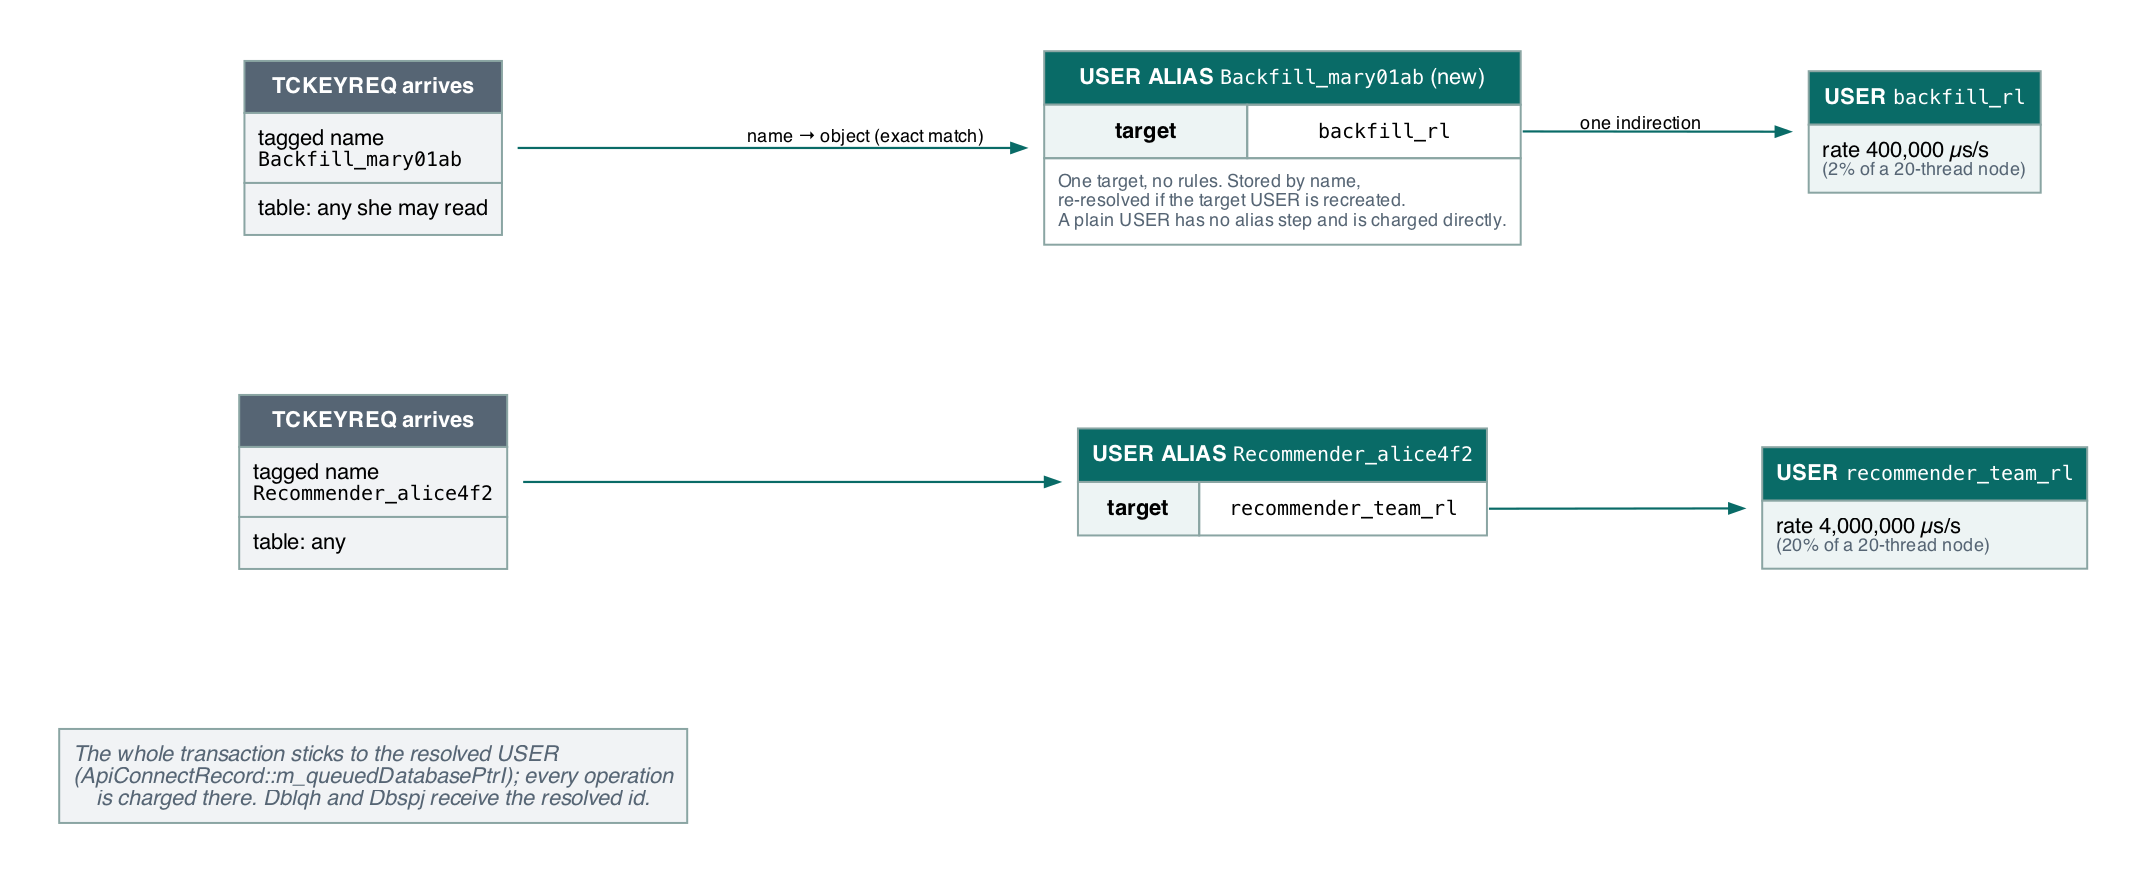 TCKEYREQ arrives
tagged name
Backfill_mary01ab
table: any she may read
name → object (exact match)
USER ALIAS Backfill_mary01ab (new)
target
backfill_rl
One target, no rules. Stored by name,
re-resolved if the target USER is recreated.
A plain USER has no alias step and is charged directly.
one indirection
USER backfill_rl
rate 400,000 µs/s
(2% of a 20-thread node)
TCKEYREQ arrives
tagged name
Recommender_alice4f2
table: any
USER ALIAS Recommender_alice4f2
target
recommender_team_rl
USER recommender_team_rl
rate 4,000,000 µs/s
(20% of a 20-thread node)
The whole transaction sticks to the resolved USER
(ApiConnectRecord::m_queuedDatabasePtrI); every operation
is charged there. Dblqh and Dbspj receive the resolved id.